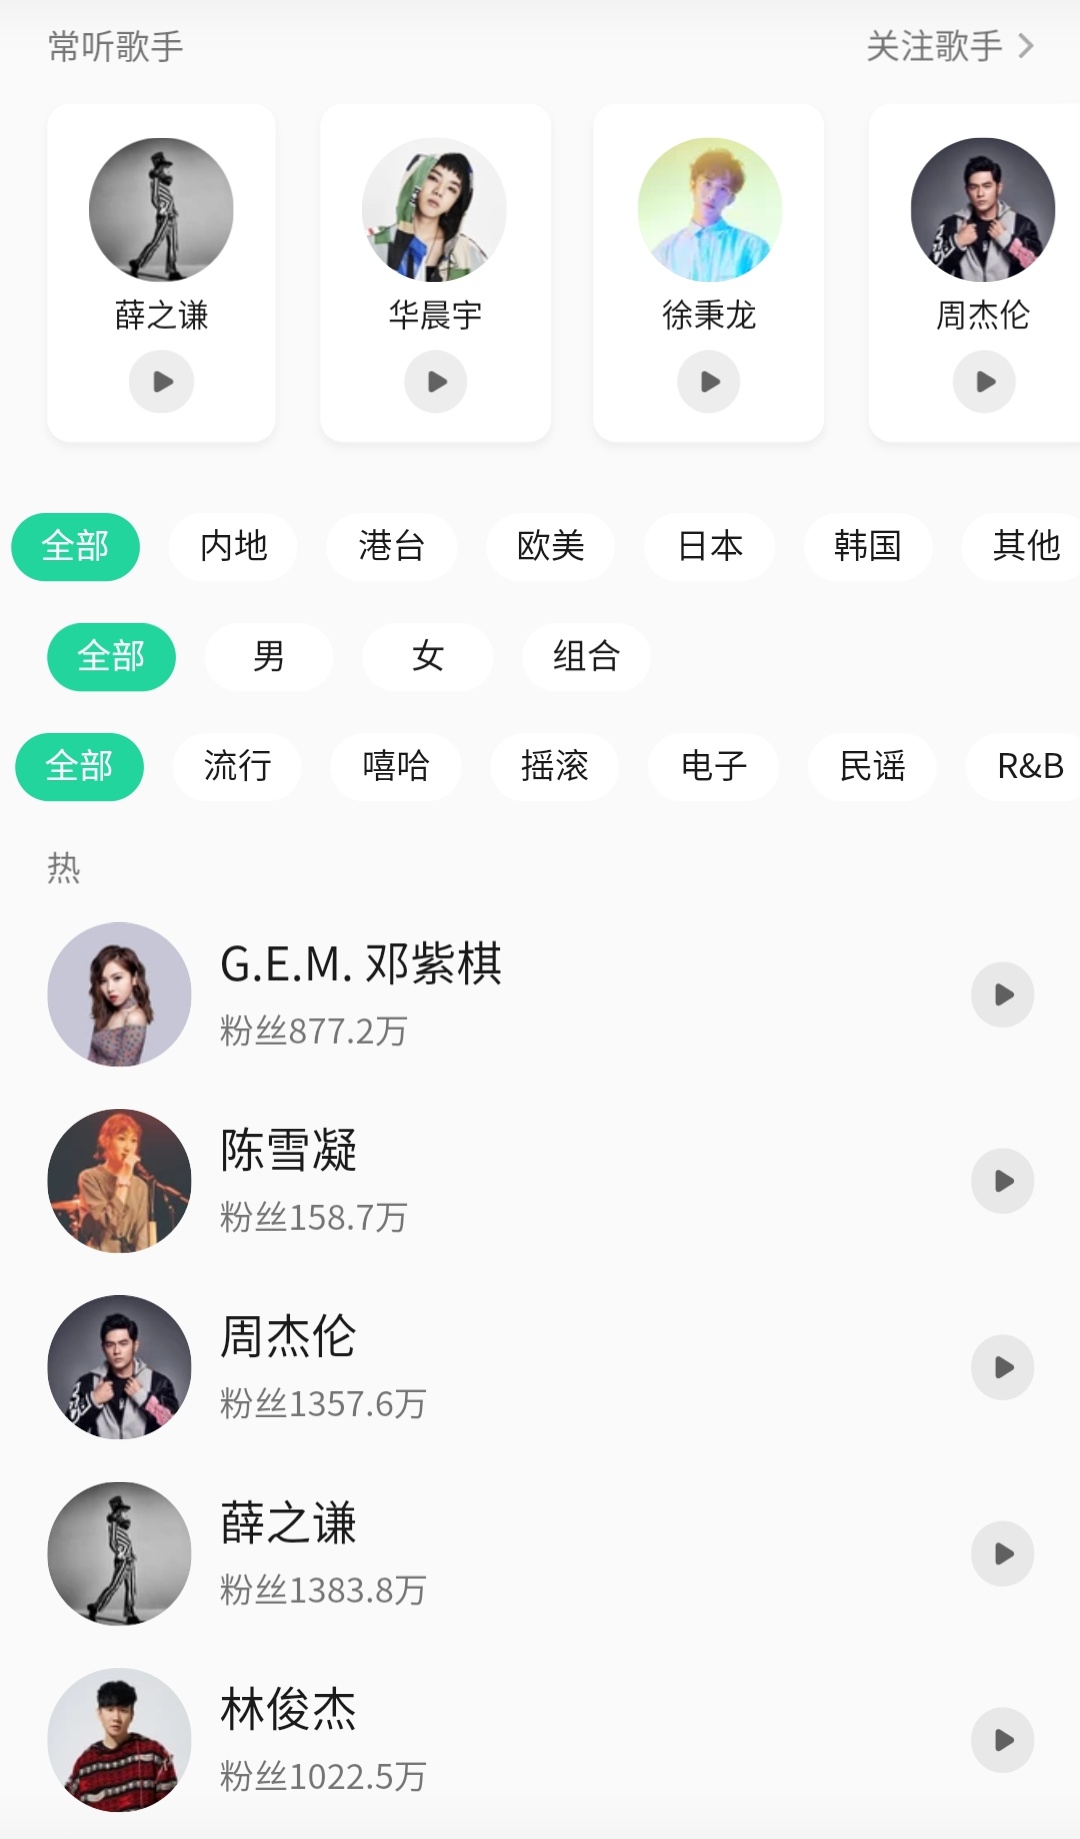 常听歌手 关注歌手
薛之谦 华晨宇 徐秉龙 周杰伦
全部 内地 港台 欧美 日本 韩国 其他
全部 男 女 组合
全部 流行 嘻哈 摇滚 电子 民谣 R&B
热
G.E.M. 邓紫棋
粉丝877.2万
陈雪凝
粉丝158.7万
周杰伦
粉丝1357.6万
薛之谦
粉丝1383.8万
林俊杰
粉丝1022.5万